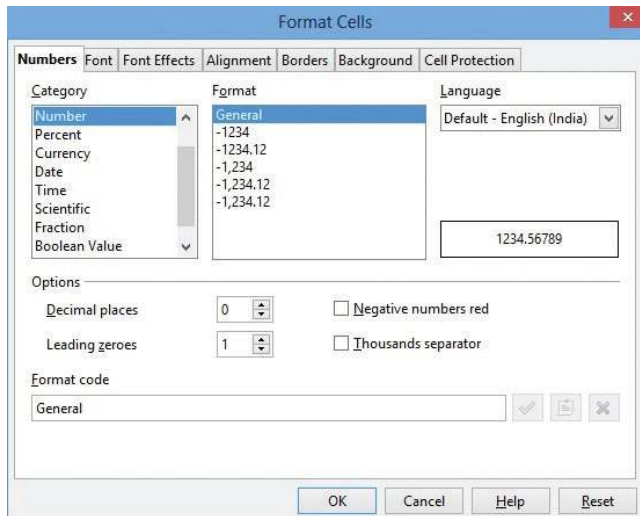 Format Cells
Numbers Font Font Effects Alignment Borders Background Cell Protection
Category
Number
Percent
Currency
Date
Time
Scientific
Fraction
Boolean Value
Format
General
-1234
-1234.12
-1,234
-1,234.12
-1,234.12
Language
Default - English (India)
1234.56789
Options
Decimal places 0
Negative numbers red
Leading zeroes 1
Thousands separator
Format code
General
OK Cancel Help Reset